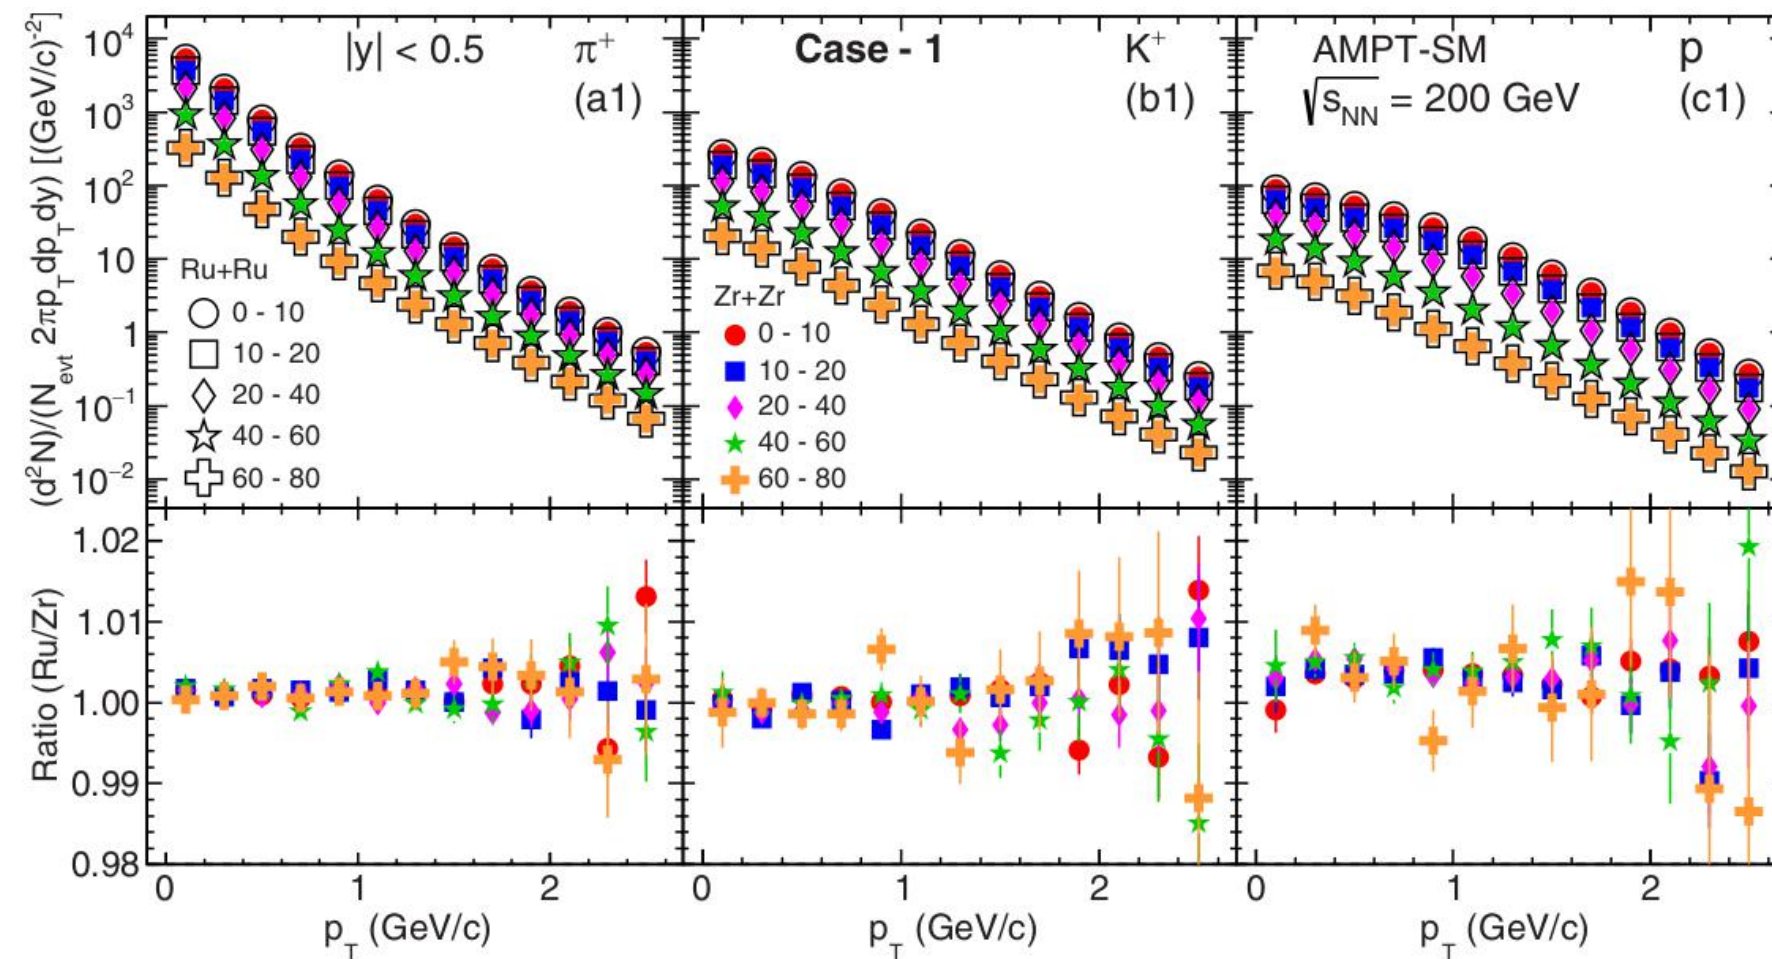 (d²N)/(N_evt 2πp_T dp_T dy) [(GeV/c)⁻²]
10⁴
10³
10²
10
1
10⁻¹
10⁻²
|y| < 0.5
π⁺
(a1)
Ru+Ru
0 - 10
10 - 20
20 - 40
40 - 60
60 - 80
Case - 1
K⁺
(b1)
Zr+Zr
0 - 10
10 - 20
20 - 40
40 - 60
60 - 80
AMPT-SM
p
√s_NN = 200 GeV
(c1)
Ratio (Ru/Zr)
1.02
1.01
1.00
0.99
0.98
0 1 2
0 1 2
0 1 2
p_T (GeV/c)
p_T (GeV/c)
p_T (GeV/c)